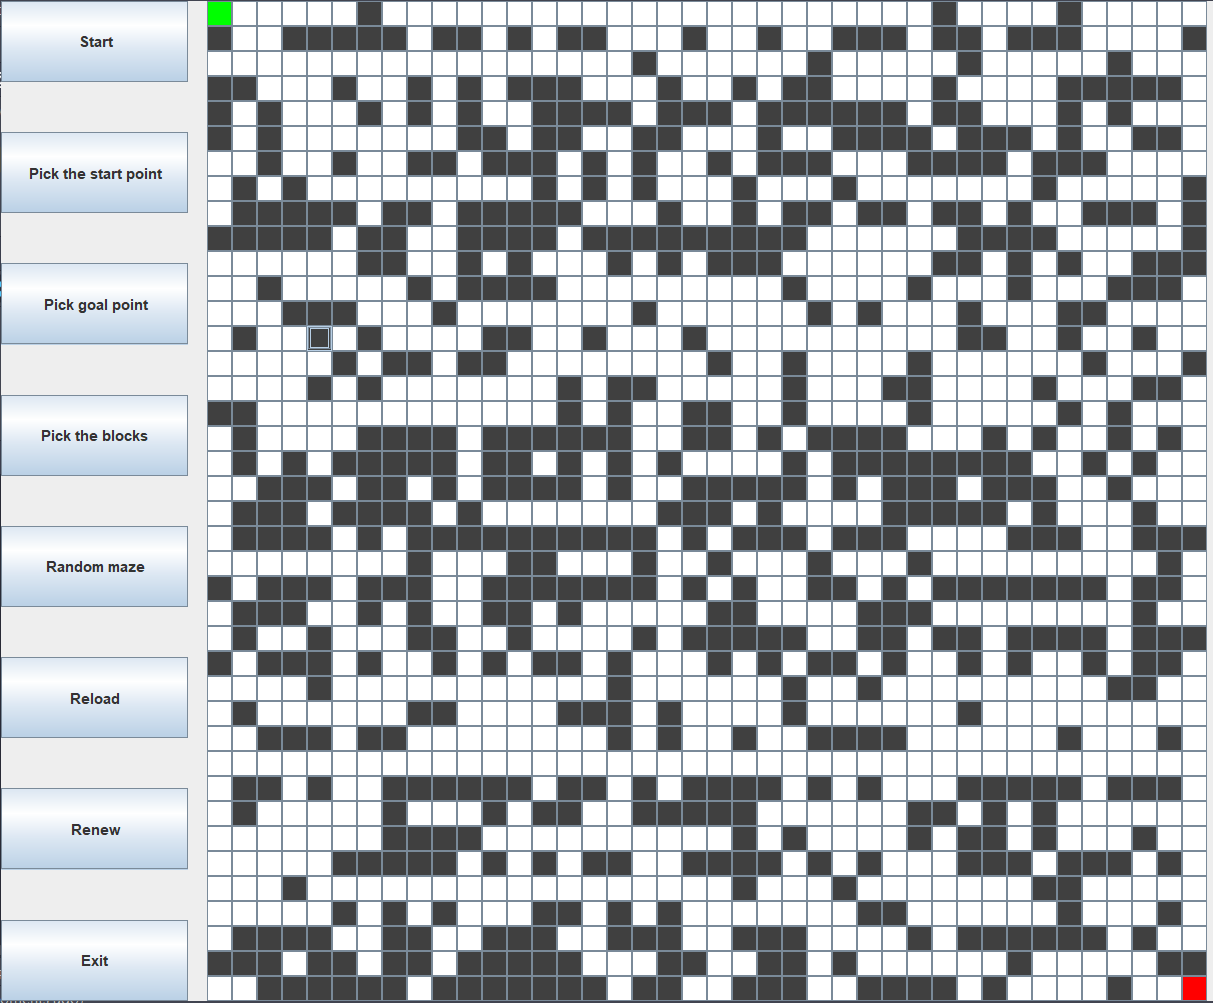 Start
Pick the start point
Pick goal point
Pick the blocks
Random maze
Reload
Renew
Exit